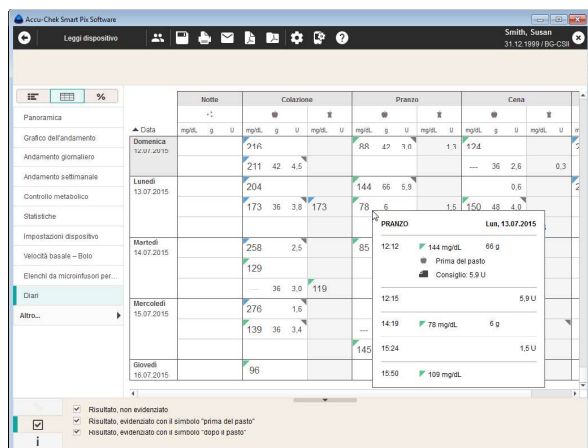 Accu-Chek Smart Pix Software
Leggi dispositivo
Smith, Susan
31.12.1999 / BG-CSII
%
Panoramica
Grafico dell'andamento
Andamento giornaliero
Andamento settimanale
Controllo metabolico
Statistiche
Impostazioni dispositivo
Velocità basale – Bolo
Elenchi da microinfusori per...
Diari
Altro...
Notte Colazione Pranzo Cena
Data mg/dL g U mg/dL g U mg/dL U mg/dL g U mg/dL U mg/dL g U mg/dL U
Domenica 216 88 42 3,0 1,3 124
12.07.2015
211 42 4,5 --- 36 2,6 0,3
Lunedì 204 144 66 5,9 0,6
13.07.2015
173 36 3,8 173 78 6 1,5 150 48 4,0
Martedì 258 2,5 85
14.07.2015
129
--- 36 3,0 119
Mercoledì 276 1,6
15.07.2015
139 36 3,4 ---
145
Giovedì 96
16.07.2015
PRANZO Lun, 13.07.2015
12:12 144 mg/dL 66 g
Prima del pasto
Consiglio: 5,9 U
12:15 5,9 U
14:19 78 mg/dL 6 g
15:24 1,5 U
15:50 109 mg/dL
Risultato, non evidenziato
Risultato, evidenziato con il simbolo "prima del pasto"
Risultato, evidenziato con il simbolo "dopo il pasto"